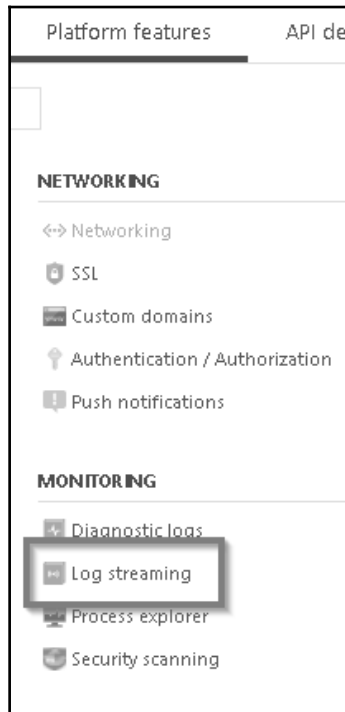 Platform features API de
NETWORKING
Networking
SSL
Custom domains
Authentication / Authorization
Push notifications
MONITORING
Diagnostic logs
Log streaming
Process explorer
Security scanning